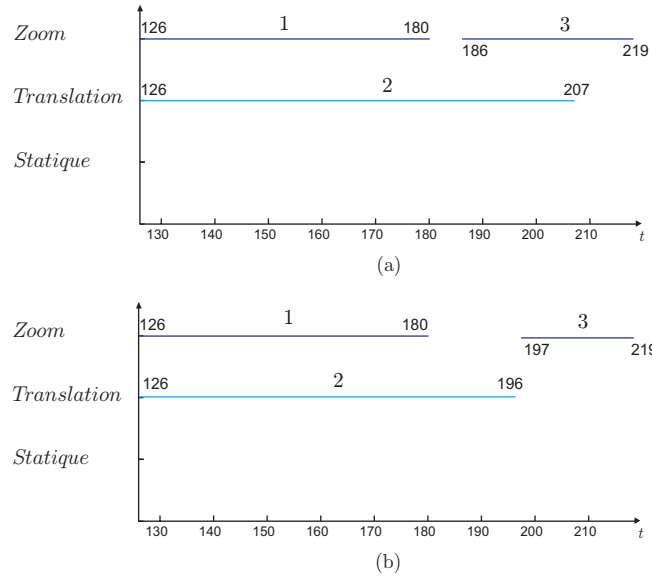 Zoom 126 1 180 3
186 219
Translation 126 2 207
Statique
130 140 150 160 170 180 190 200 210 t
(a)
Zoom 126 1 180 3
197 219
Translation 126 2 196
Statique
130 140 150 160 170 180 190 200 210 t
(b)